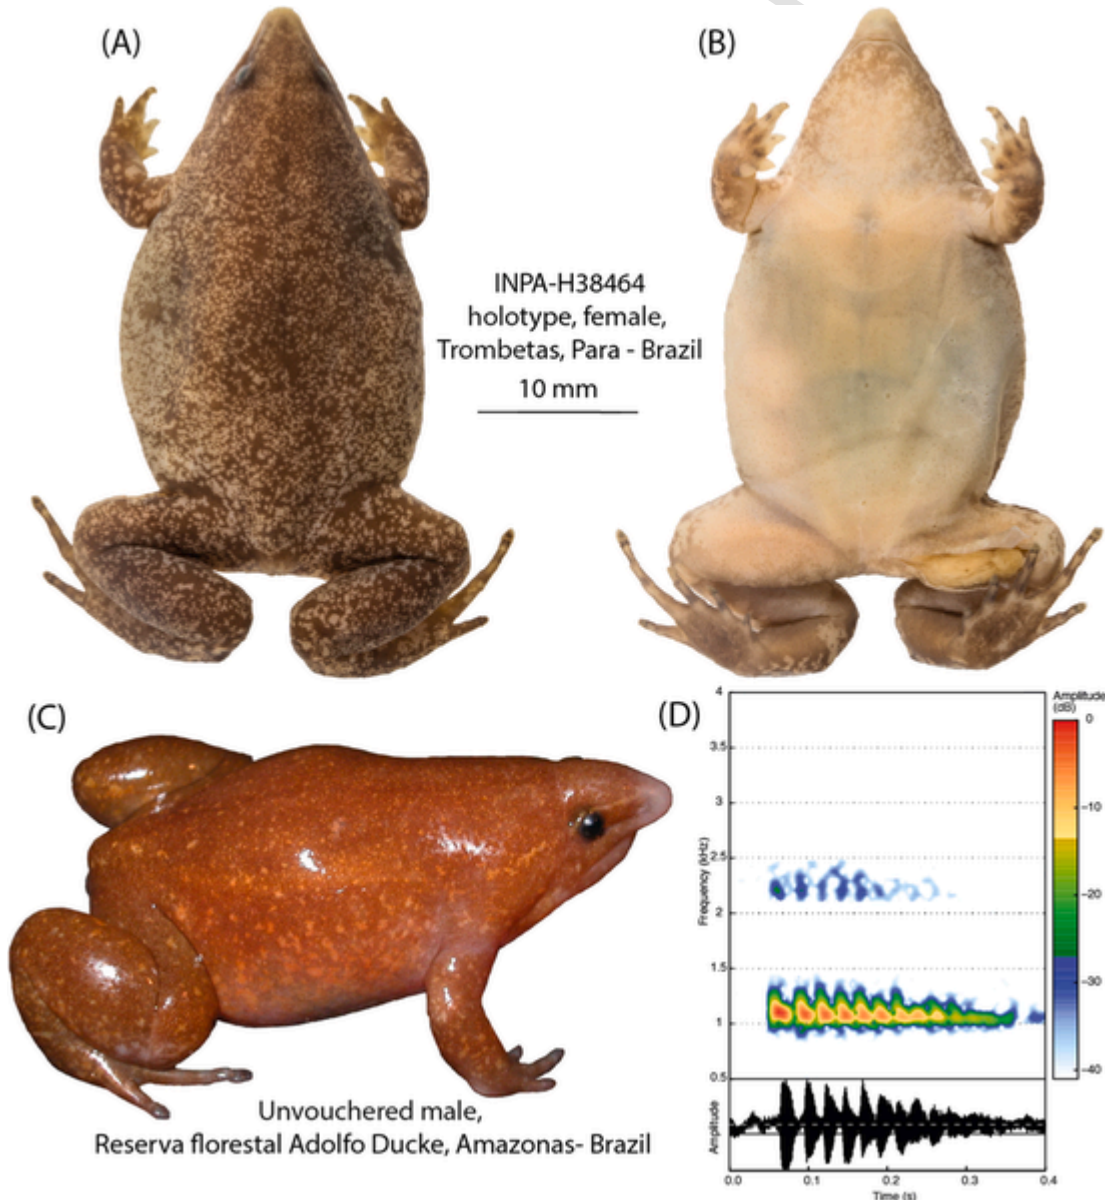 (A)
(B)
INPA-H38464
holotype, female,
Trombetas, Para - Brazil
10 mm
(C)
Unvouchered male,
Reserva florestal Adolfo Ducke, Amazonas- Brazil
(D)
Amplitude
(dB)
4
3.5
3
2.5
2
1.5
1
0.5
Frequency (kHz)
0
−10
−20
−30
−40
Amplitude
0.0
0.1
0.2
0.3
0.4
Time (s)